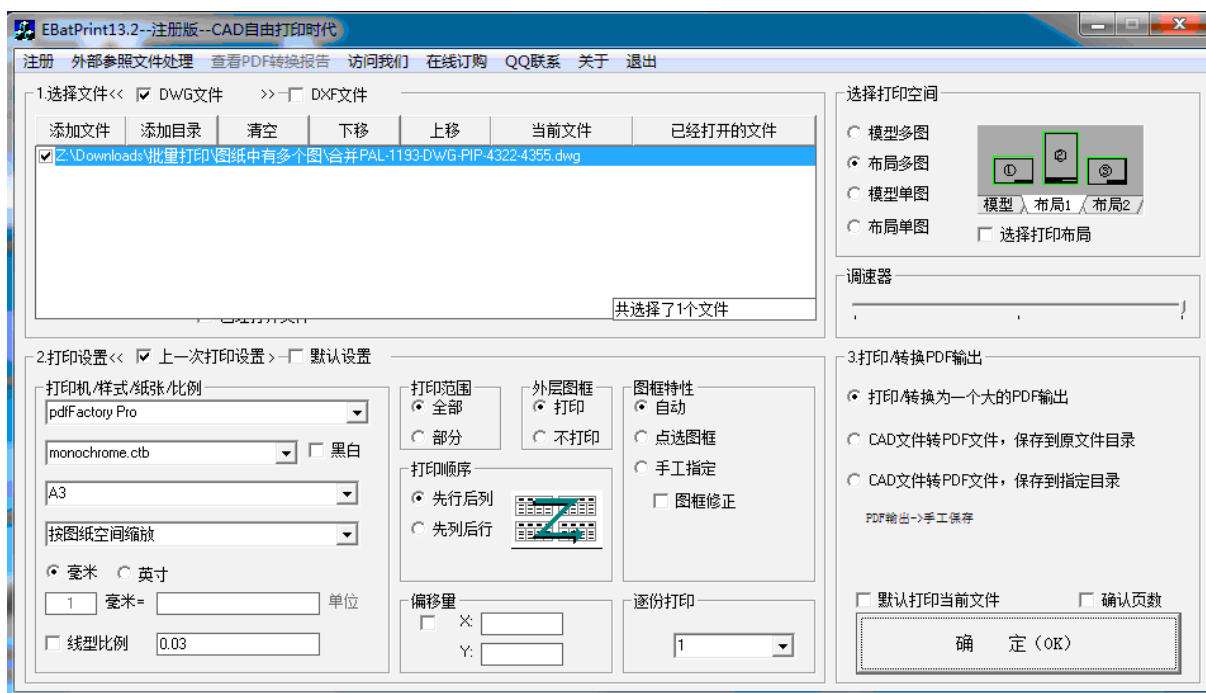 EBatPrint13.2--注册版--CAD自由打印时代
注册 外部参照文件处理 查看PDF转换报告 访问我们 在线订购 QQ联系 关于 退出
1.选择文件<< DWG文件 >> DXF文件
添加文件 添加目录 清空 下移 上移 当前文件 已经打开的文件
Z:\Downloads\批量打印\图纸中有多个图\合并PAL-1193-DWG-PIP-4322-4355.dwg
共选择了1个文件
选择打印空间
模型多图
布局多图
模型单图
布局单图
① ② ③
模型 布局1 布局2
选择打印布局
调速器
2.打印设置<< 上一次打印设置> 默认设置
打印机/样式/纸张/比例
pdfFactory Pro
monochrome.ctb 黑白
A3
按图纸空间缩放
毫米 英寸
1 毫米= 单位
线型比例 0.03
打印范围
全部
部分
外层图框
打印
不打印
打印顺序
先行后列
先列后行
偏移量
X:
Y:
图框特性
自动
点选图框
手工指定
图框修正
逐份打印
1
3.打印/转换PDF输出
打印/转换为一个大的PDF输出
CAD文件转PDF文件，保存到原文件目录
CAD文件转PDF文件，保存到指定目录
PDF输出->手工保存
默认打印当前文件 确认页数
确 定(OK)